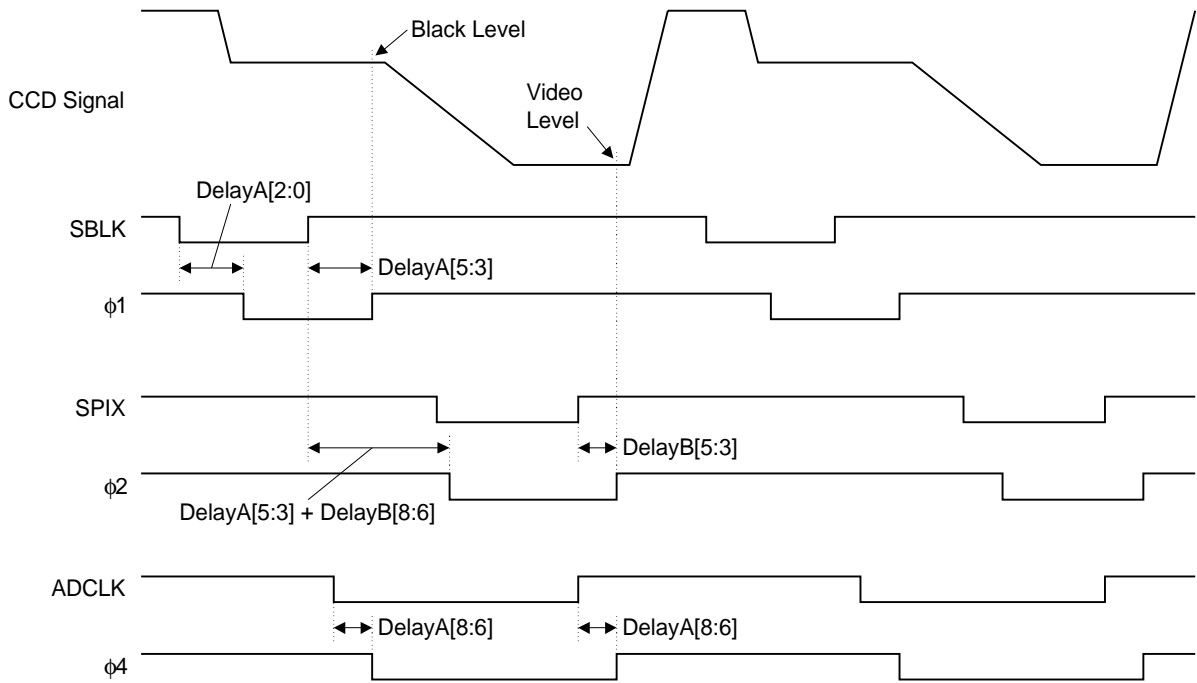 Black Level
CCD Signal
Video
Level
DelayA[2:0]
SBLK
DelayA[5:3]
ϕ1
SPIX
DelayB[5:3]
ϕ2
DelayA[5:3] + DelayB[8:6]
ADCLK
DelayA[8:6]
DelayA[8:6]
ϕ4